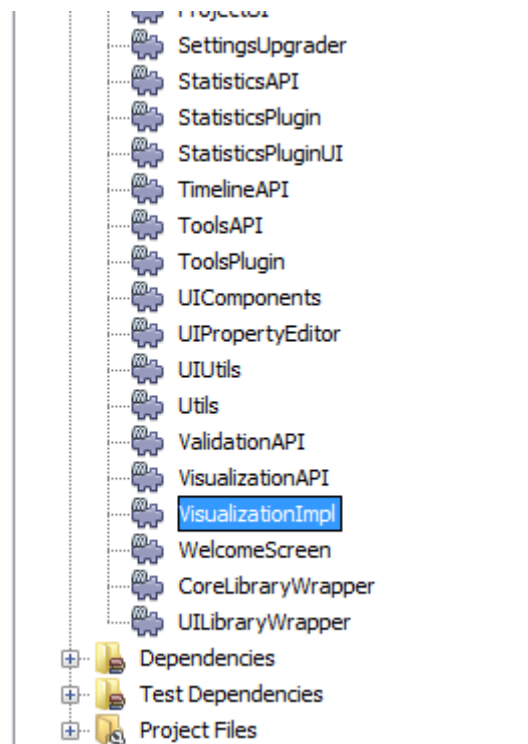 ProjectUI
SettingsUpgrader
StatisticsAPI
StatisticsPlugin
StatisticsPluginUI
TimelineAPI
ToolsAPI
ToolsPlugin
UIComponents
UIPropertyEditor
UIUtils
Utils
ValidationAPI
VisualizationAPI
VisualizationImpl
WelcomeScreen
CoreLibraryWrapper
UILibraryWrapper
Dependencies
Test Dependencies
Project Files